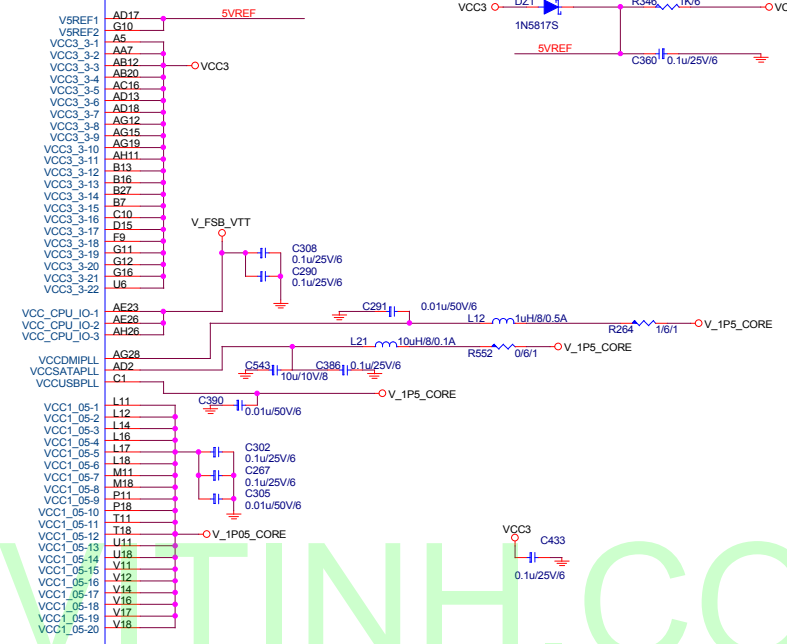 V5REF1 AD17 5VREF
V5REF2 G10
VCC3_3-1 A5
VCC3_3-2 AA7
VCC3_3-3 AB12 VCC3
VCC3_3-4 AB20
VCC3_3-5 AC16
VCC3_3-6 AD13
VCC3_3-7 AD18
VCC3_3-8 AG12
VCC3_3-9 AG15
VCC3_3-10 AG19
VCC3_3-11 AH11
VCC3_3-12 B13
VCC3_3-13 B16
VCC3_3-14 B27
VCC3_3-15 B7
VCC3_3-16 C10
VCC3_3-17 D15
VCC3_3-18 F9
VCC3_3-19 G11
VCC3_3-20 G12
VCC3_3-21 G16
VCC3_3-22 U6
VCC3 DZ1 R346 1K/6
1N5817S
5VREF
C360 0.1u/25V/6
V_FSB_VTT
C308
0.1u/25V/6
C290
0.1u/25V/6
VCC_CPU_IO-1 AE23
VCC_CPU_IO-2 AE26
VCC_CPU_IO-3 AH26
C291 0.01u/50V/6
L12 1uH/8/0.5A R264 1/6/1 V_1P5_CORE
L21 10uH/8/0.1A R552 0/6/1 V_1P5_CORE
VCCDMIPLL AG28
VCCSATAPLL AD2
VCCUSBPLL C1
C543 10u/10V/8 C386 0.1u/25V/6
V_1P5_CORE
C390 0.01u/50V/6
VCC1_05-1 L11
VCC1_05-2 L12
VCC1_05-3 L14
VCC1_05-4 L16
VCC1_05-5 L17
VCC1_05-6 L18
VCC1_05-7 M11
VCC1_05-8 M18
VCC1_05-9 P11
VCC1_05-10 P18
VCC1_05-11 T11
VCC1_05-12 T18 V_1P05_CORE
VCC1_05-13 U11
VCC1_05-14 U18
VCC1_05-15 V11
VCC1_05-16 V12
VCC1_05-17 V14
VCC1_05-18 V16
VCC1_05-19 V17
VCC1_05-20 V18
C302
0.1u/25V/6
C267
0.1u/25V/6
C305
0.01u/50V/6
VCC3
C433
0.1u/25V/6
VITINH.CO